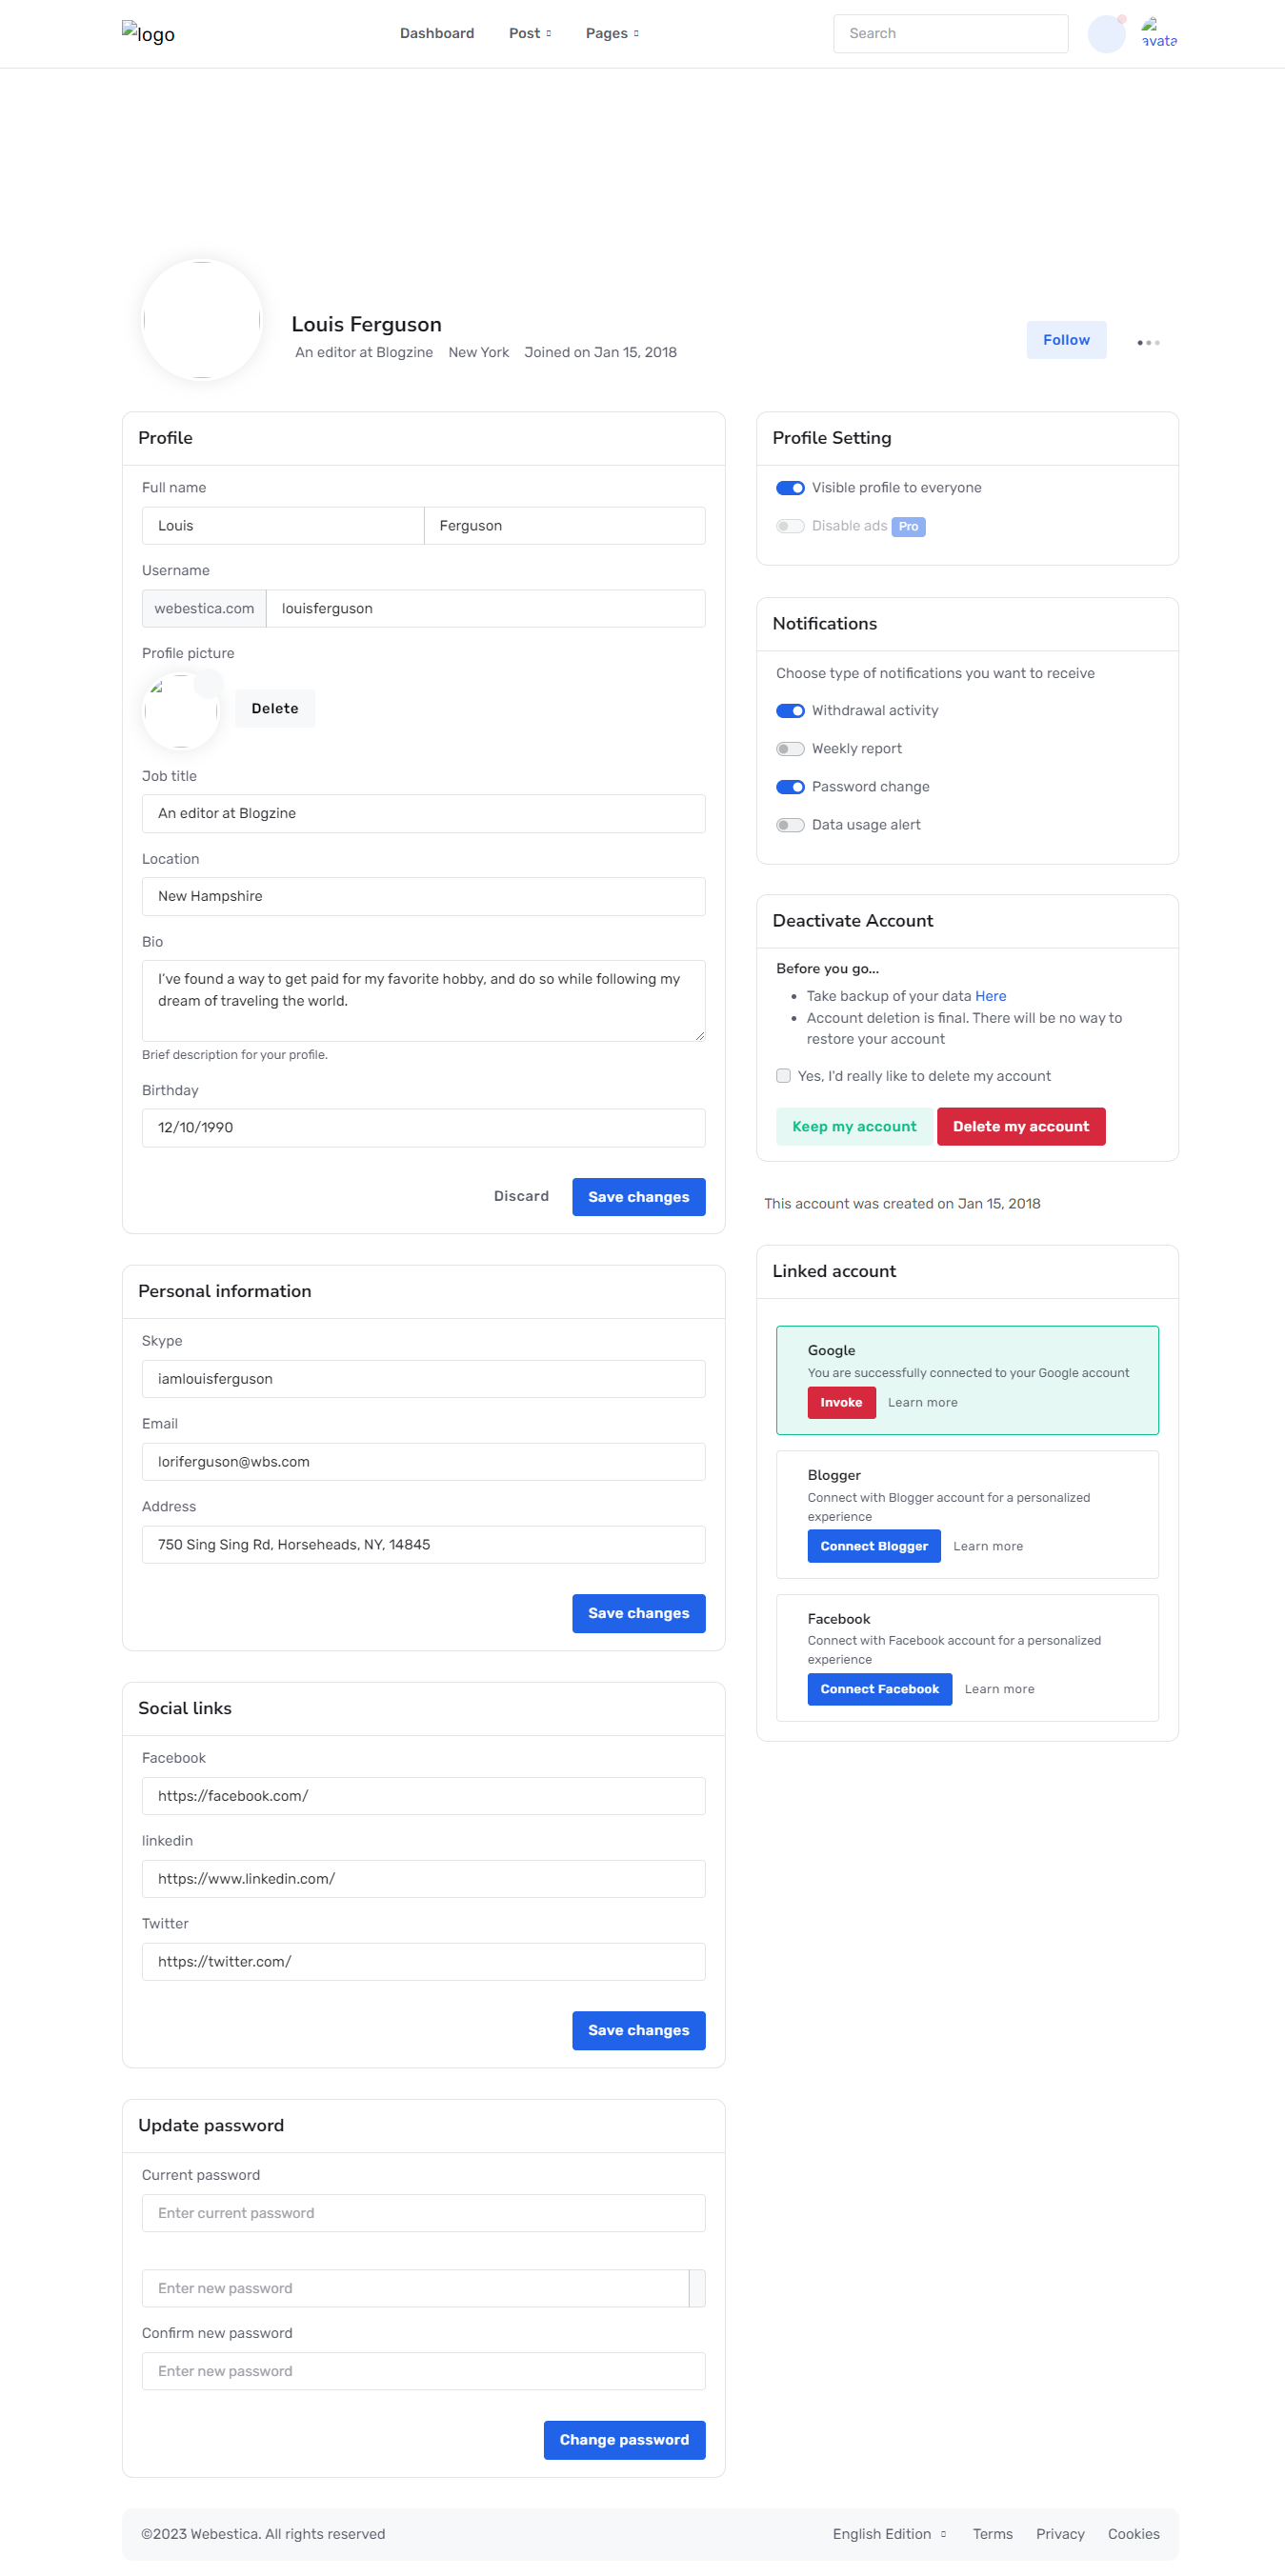 logo
Dashboard
Post
Pages
Search
avata
Louis Ferguson
An editor at Blogzine New York Joined on Jan 15, 2018
Follow
Profile
Full name
Louis
Ferguson
Username
webestica.com
louisferguson
Profile picture
Delete
Job title
An editor at Blogzine
Location
New Hampshire
Bio
I've found a way to get paid for my favorite hobby, and do so while following my
dream of traveling the world.
Brief description for your profile.
Birthday
12/10/1990
Discard
Save changes
Personal information
Skype
iamlouisferguson
Email
loriferguson@wbs.com
Address
750 Sing Sing Rd, Horseheads, NY, 14845
Save changes
Social links
Facebook
https://facebook.com/
linkedin
https://www.linkedin.com/
Twitter
https://twitter.com/
Save changes
Update password
Current password
Enter current password
Enter new password
Confirm new password
Enter new password
Change password
Profile Setting
Visible profile to everyone
Disable ads Pro
Notifications
Choose type of notifications you want to receive
Withdrawal activity
Weekly report
Password change
Data usage alert
Deactivate Account
Before you go...
• Take backup of your data Here
• Account deletion is final. There will be no way to
restore your account
Yes, I'd really like to delete my account
Keep my account
Delete my account
This account was created on Jan 15, 2018
Linked account
Google
You are successfully connected to your Google account
Invoke
Learn more
Blogger
Connect with Blogger account for a personalized
experience
Connect Blogger
Learn more
Facebook
Connect with Facebook account for a personalized
experience
Connect Facebook
Learn more
©2023 Webestica. All rights reserved
English Edition
Terms
Privacy
Cookies